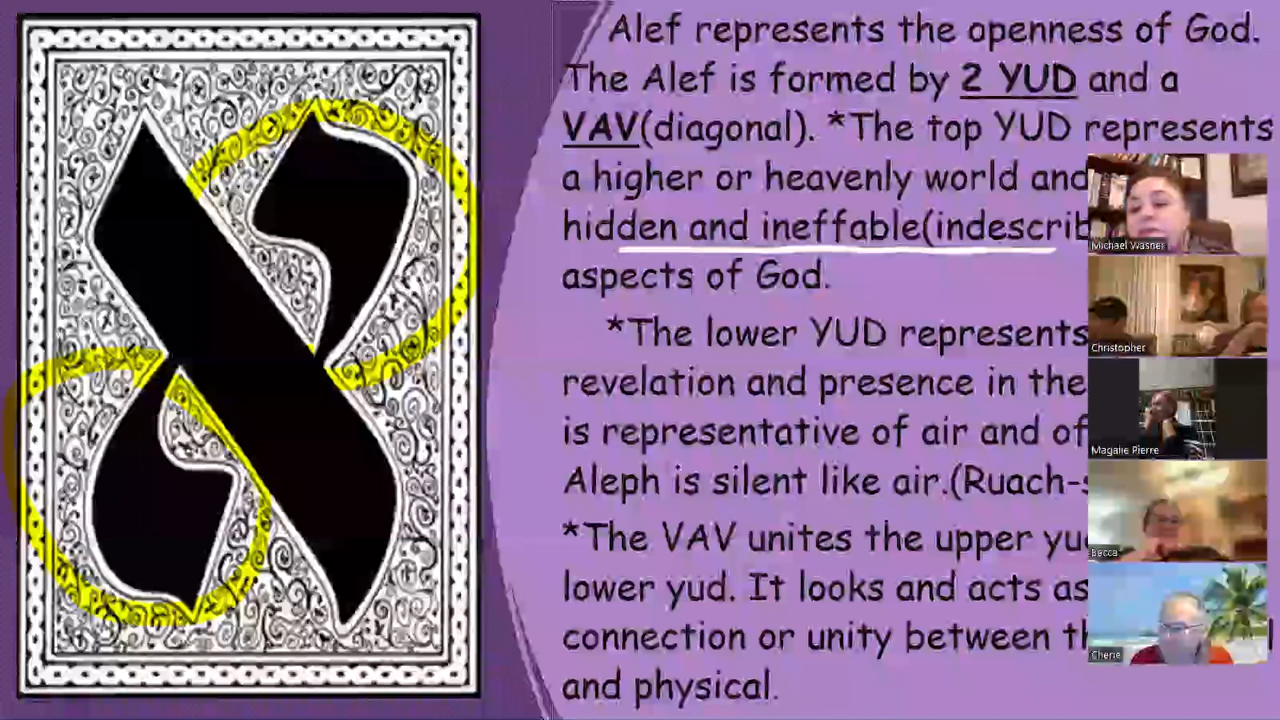 Alef represents the openness of God.
The Alef is formed by 2 YUD and a
VAV(diagonal). *The top YUD represents
a higher or heavenly world and
hidden and ineffable(indescrib
aspects of God.
*The lower YUD represents
revelation and presence in the
is representative of air and of
Aleph is silent like air.(Ruach-s
*The VAV unites the upper yu
lower yud. It looks and acts as
connection or unity between th
and physical.
א
Michael Wasner
Christopher
Magalie Pierre
Becca
Cherie